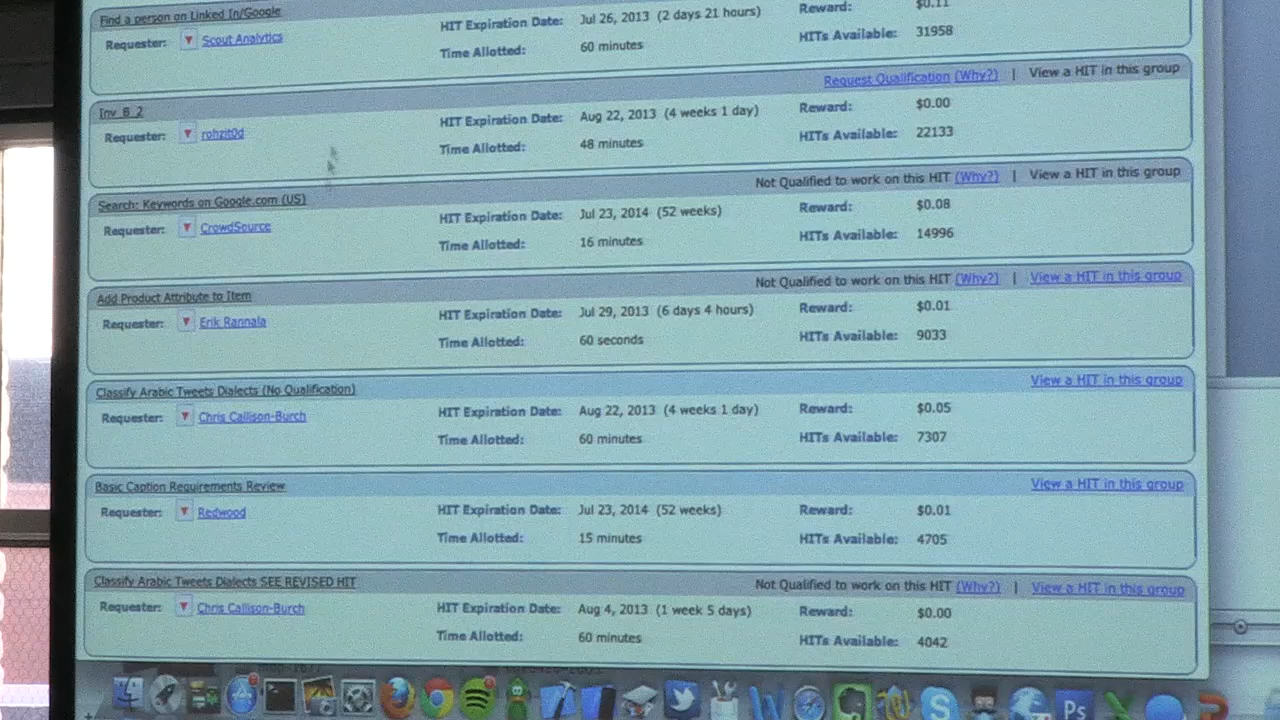 Find a person on Linked In/Google
Requester: Scout Analytics HIT Expiration Date: Jul 26, 2013 (2 days 21 hours) Reward: $0.11
Time Allotted: 60 minutes HITs Available: 31958
Inv_B_2 Request Qualification (Why?) | View a HIT in this group
Requester: rohzit0d HIT Expiration Date: Aug 22, 2013 (4 weeks 1 day) Reward: $0.00
Time Allotted: 48 minutes HITs Available: 22133
Search: Keywords on Google.com (US) Not Qualified to work on this HIT (Why?) | View a HIT in this group
Requester: CrowdSource HIT Expiration Date: Jul 23, 2014 (52 weeks) Reward: $0.08
Time Allotted: 16 minutes HITs Available: 14996
Add Product Attribute to Item Not Qualified to work on this HIT (Why?) | View a HIT in this group
Requester: Erik Rannala HIT Expiration Date: Jul 29, 2013 (6 days 4 hours) Reward: $0.01
Time Allotted: 60 seconds HITs Available: 9033
Classify Arabic Tweets Dialects (No Qualification) View a HIT in this group
Requester: Chris Callison-Burch HIT Expiration Date: Aug 22, 2013 (4 weeks 1 day) Reward: $0.05
Time Allotted: 60 minutes HITs Available: 7307
Basic Caption Requirements Review View a HIT in this group
Requester: Redwood HIT Expiration Date: Jul 23, 2014 (52 weeks) Reward: $0.01
Time Allotted: 15 minutes HITs Available: 4705
Classify Arabic Tweets Dialects SEE REVISED HIT Not Qualified to work on this HIT (Why?) | View a HIT in this group
Requester: Chris Callison-Burch HIT Expiration Date: Aug 4, 2013 (1 week 5 days) Reward: $0.00
Time Allotted: 60 minutes HITs Available: 4042
Ps